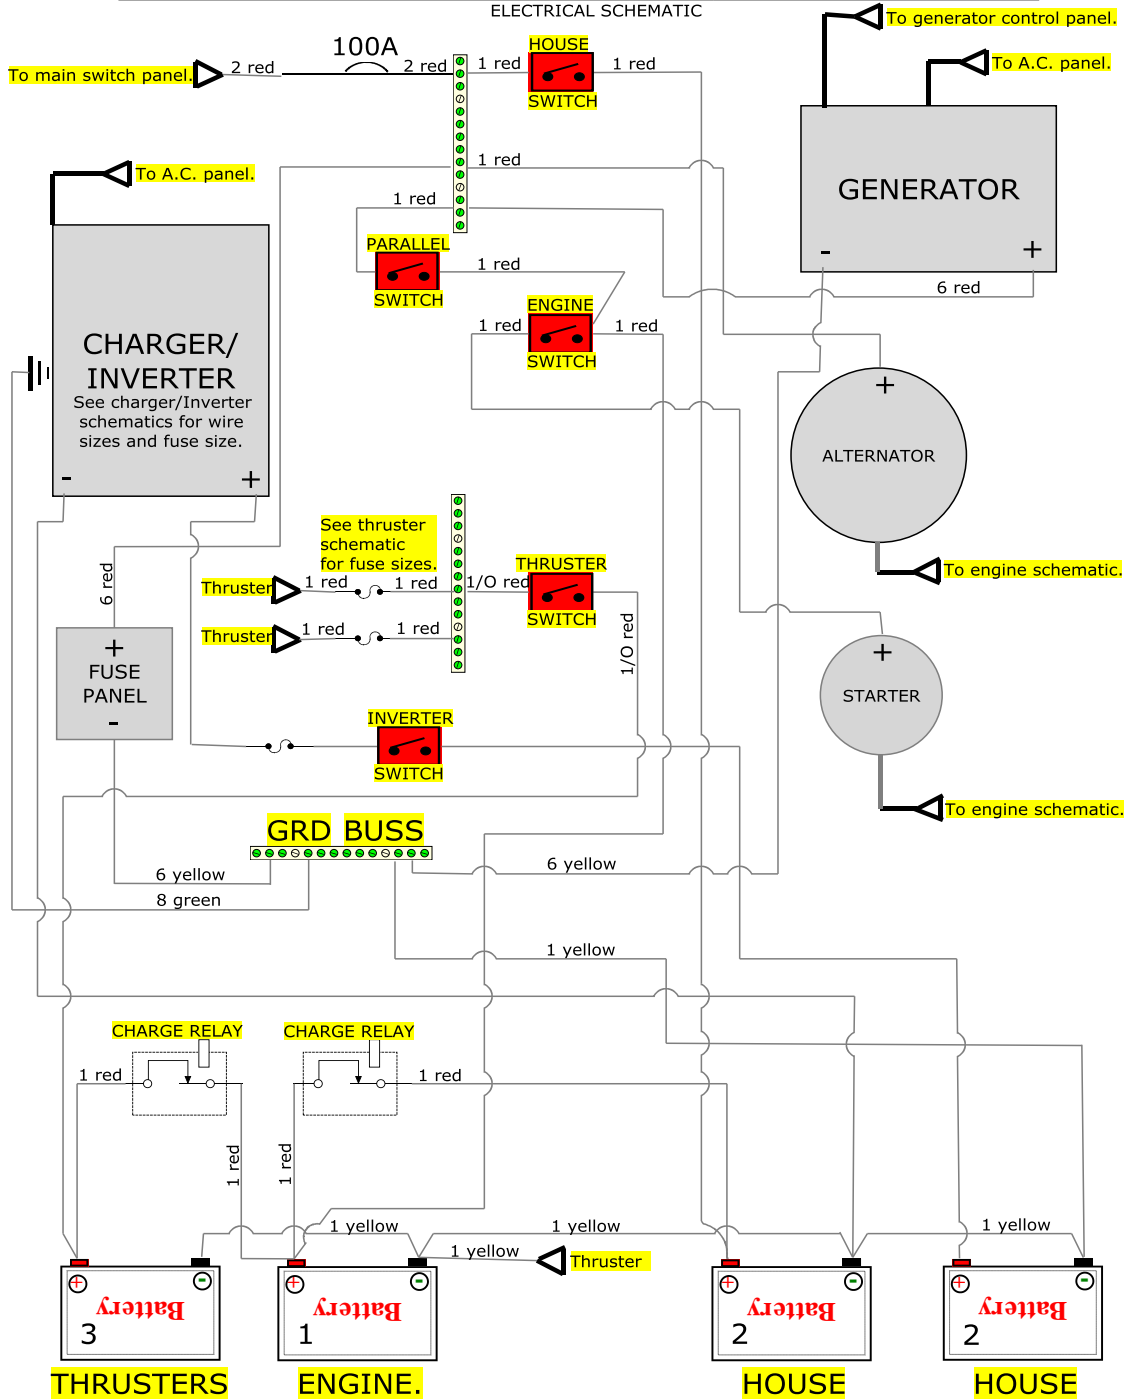 ELECTRICAL SCHEMATIC
To generator control panel.
100A
HOUSE
To main switch panel.
2 red
2 red
1 red
1 red
To A.C. panel.
SWITCH
1 red
To A.C. panel.
GENERATOR
1 red
PARALLEL
- +
1 red
SWITCH
6 red
ENGINE
1 red
1 red
SWITCH
CHARGER/
INVERTER
See charger/Inverter
schematics for wire
sizes and fuse size.
- +
+
ALTERNATOR
See thruster
schematic
for fuse sizes.
THRUSTER
To engine schematic.
6 red
Thruster
1 red
1 red
1/O red
SWITCH
Thruster
1 red
1 red
1/O red
+
FUSE
PANEL
-
+
STARTER
INVERTER
SWITCH
To engine schematic.
GRD BUSS
6 yellow
6 yellow
8 green
1 yellow
CHARGE RELAY
CHARGE RELAY
1 red
1 red
1 red
1 red
1 yellow
1 yellow
1 yellow
1 yellow
Thruster
+ -
+ -
+ -
+ -
Battery
Battery
Battery
Battery
3
1
2
2
THRUSTERS
ENGINE.
HOUSE
HOUSE